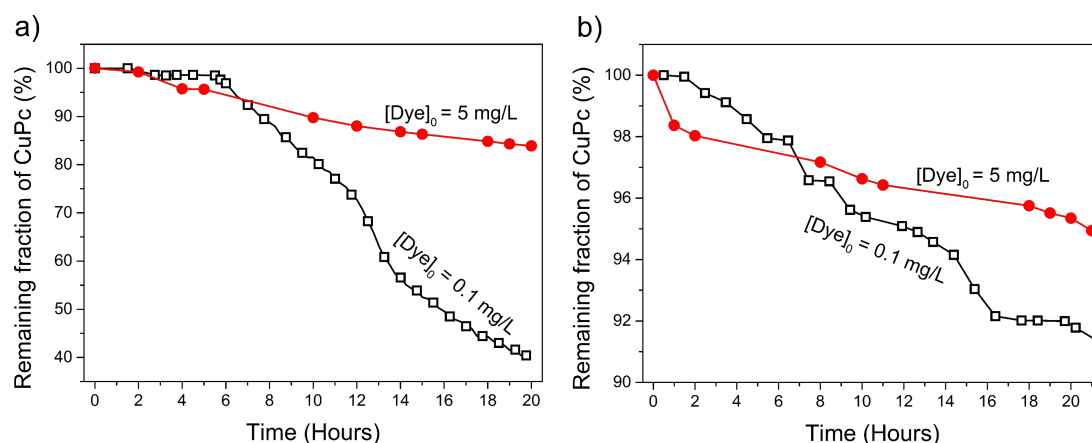 a)
Remaining fraction of CuPc (%)
100
90
80
70
60
50
40
[Dye]₀ = 5 mg/L
[Dye]₀ = 0.1 mg/L
0 2 4 6 8 10 12 14 16 18 20
Time (Hours)
b)
Remaining fraction of CuPc (%)
100
98
96
94
92
90
[Dye]₀ = 5 mg/L
[Dye]₀ = 0.1 mg/L
0 2 4 6 8 10 12 14 16 18 20
Time (Hours)